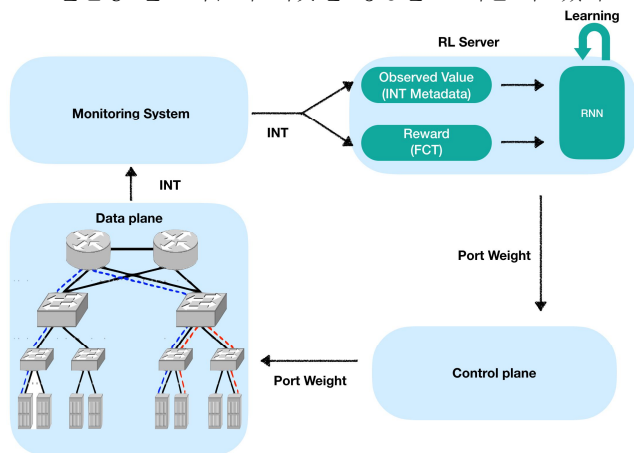 Learning
RL Server
Observed Value
(INT Metadata)
Monitoring System
RNN
INT
Reward
(FCT)
INT
Data plane
Port Weight
Control plane
Port Weight